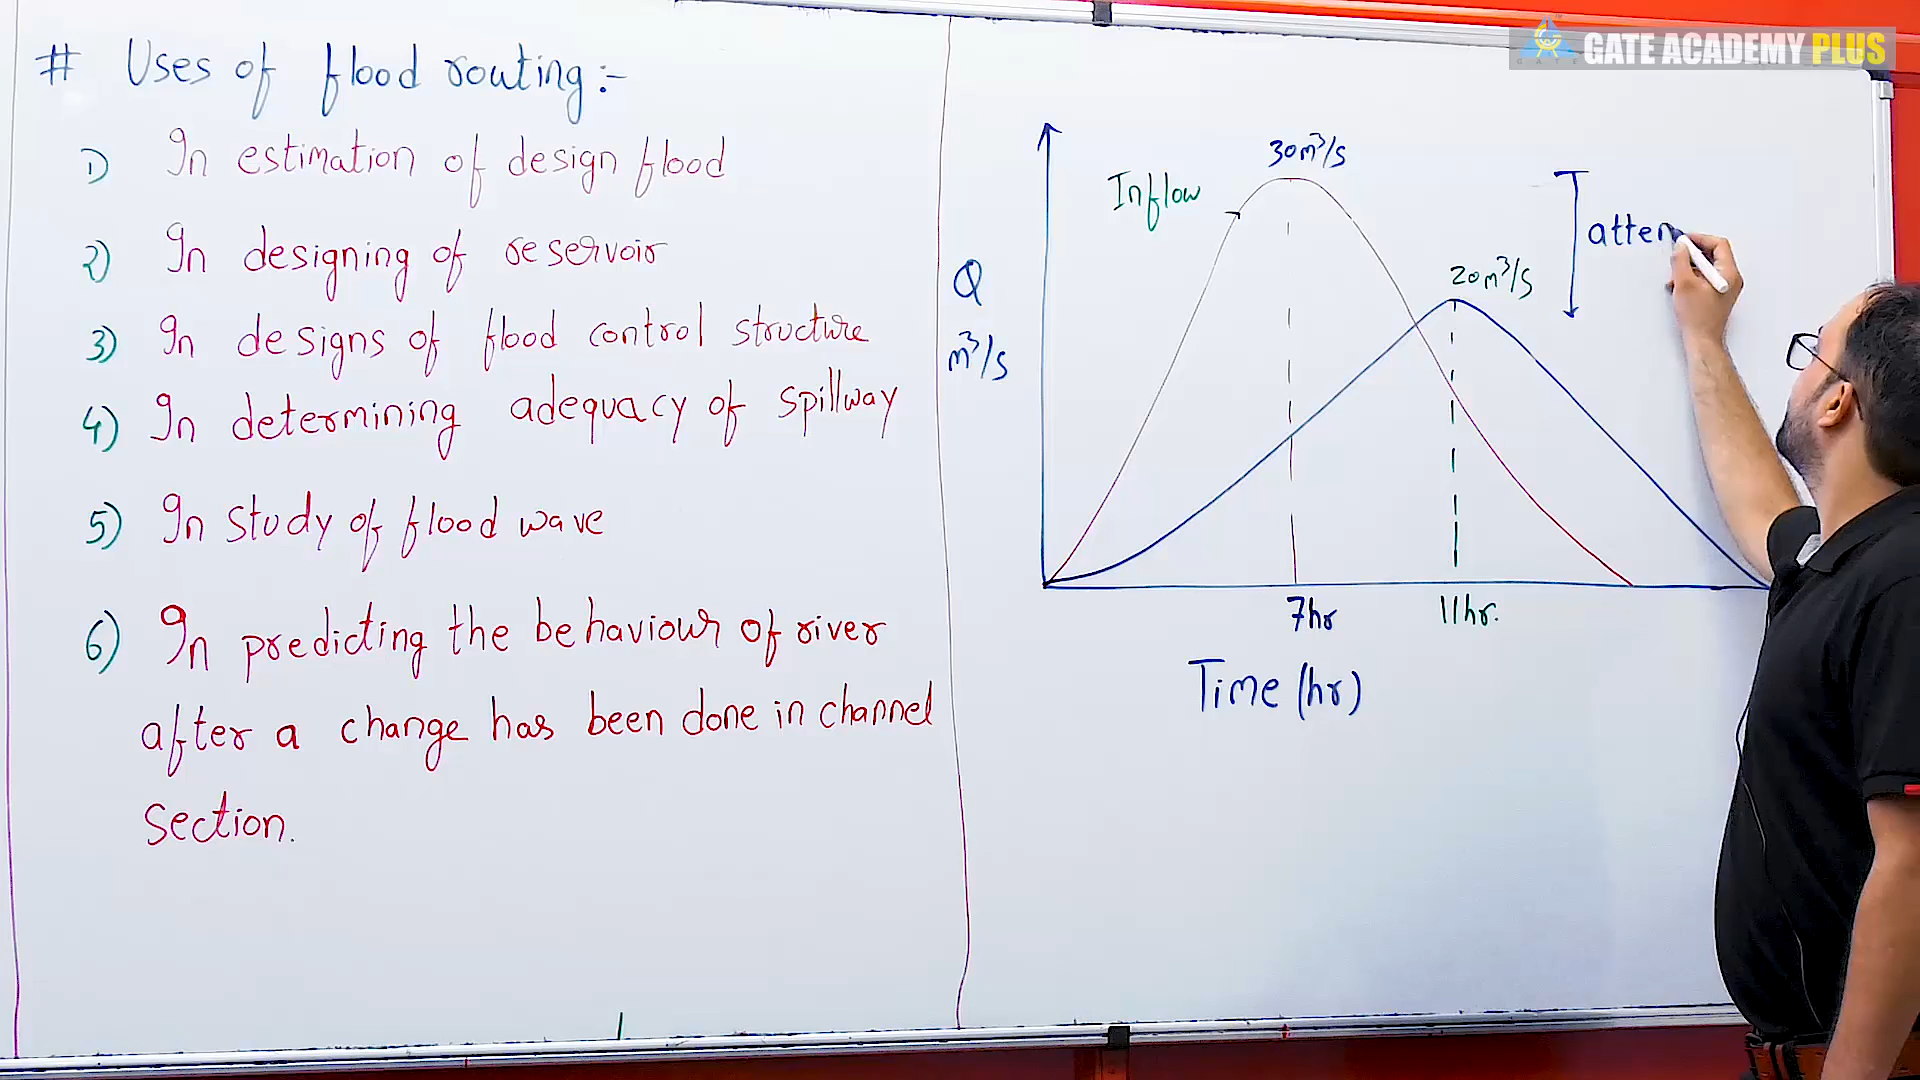 # Uses of flood routing:-
1) In estimation of design flood
2) In designing of reservoir
3) In designs of flood control structure
4) In determining adequacy of spillway
5) In study of flood wave
6) In predicting the behaviour of river
after a change has been done in channel
section.
GATE ACADEMY PLUS
30m³/s
Inflow
atten
20m³/s
Q
m³/s
7hr
11hr.
Time (hr)